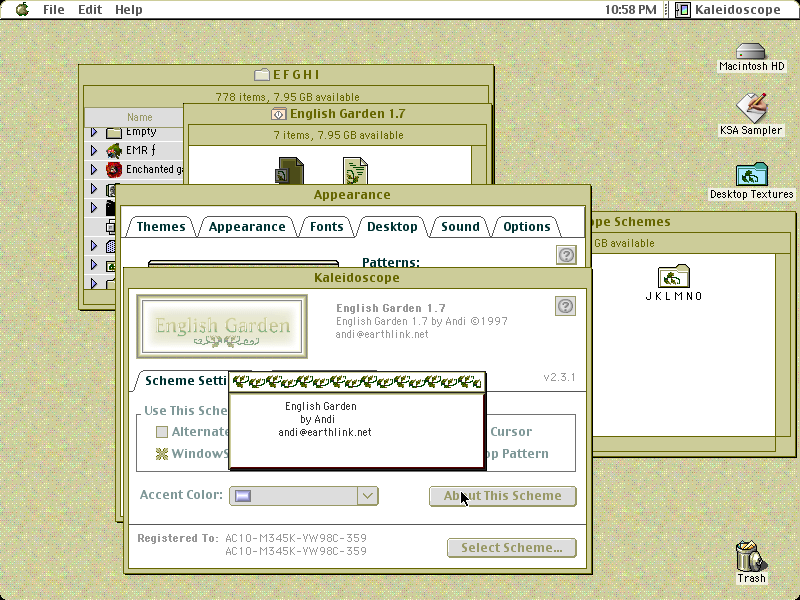 File Edit Help
10:58 PM
Kaleidoscope
Macintosh HD
KSA Sampler
Desktop Textures
Trash
E F G H I
778 items, 7.95 GB available
Name
Empty
EMR ƒ
Enchanted ga
English Garden 1.7
7 items, 7.95 GB available
ope Schemes
GB available
J K L M N O
Appearance
Themes Appearance Fonts Desktop Sound Options
Patterns:
Kaleidoscope
English Garden
English Garden 1.7
English Garden 1.7 by Andi ©1997
andi@earthlink.net
v2.3.1
Scheme Setti
Use This Sche
Alternate
Cursor
WindowS
op Pattern
English Garden
by Andi
andi@earthlink.net
Accent Color:
About This Scheme
Registered To: AC10-M345K-VW98C-359
AC10-M345K-VW98C-359
Select Scheme...